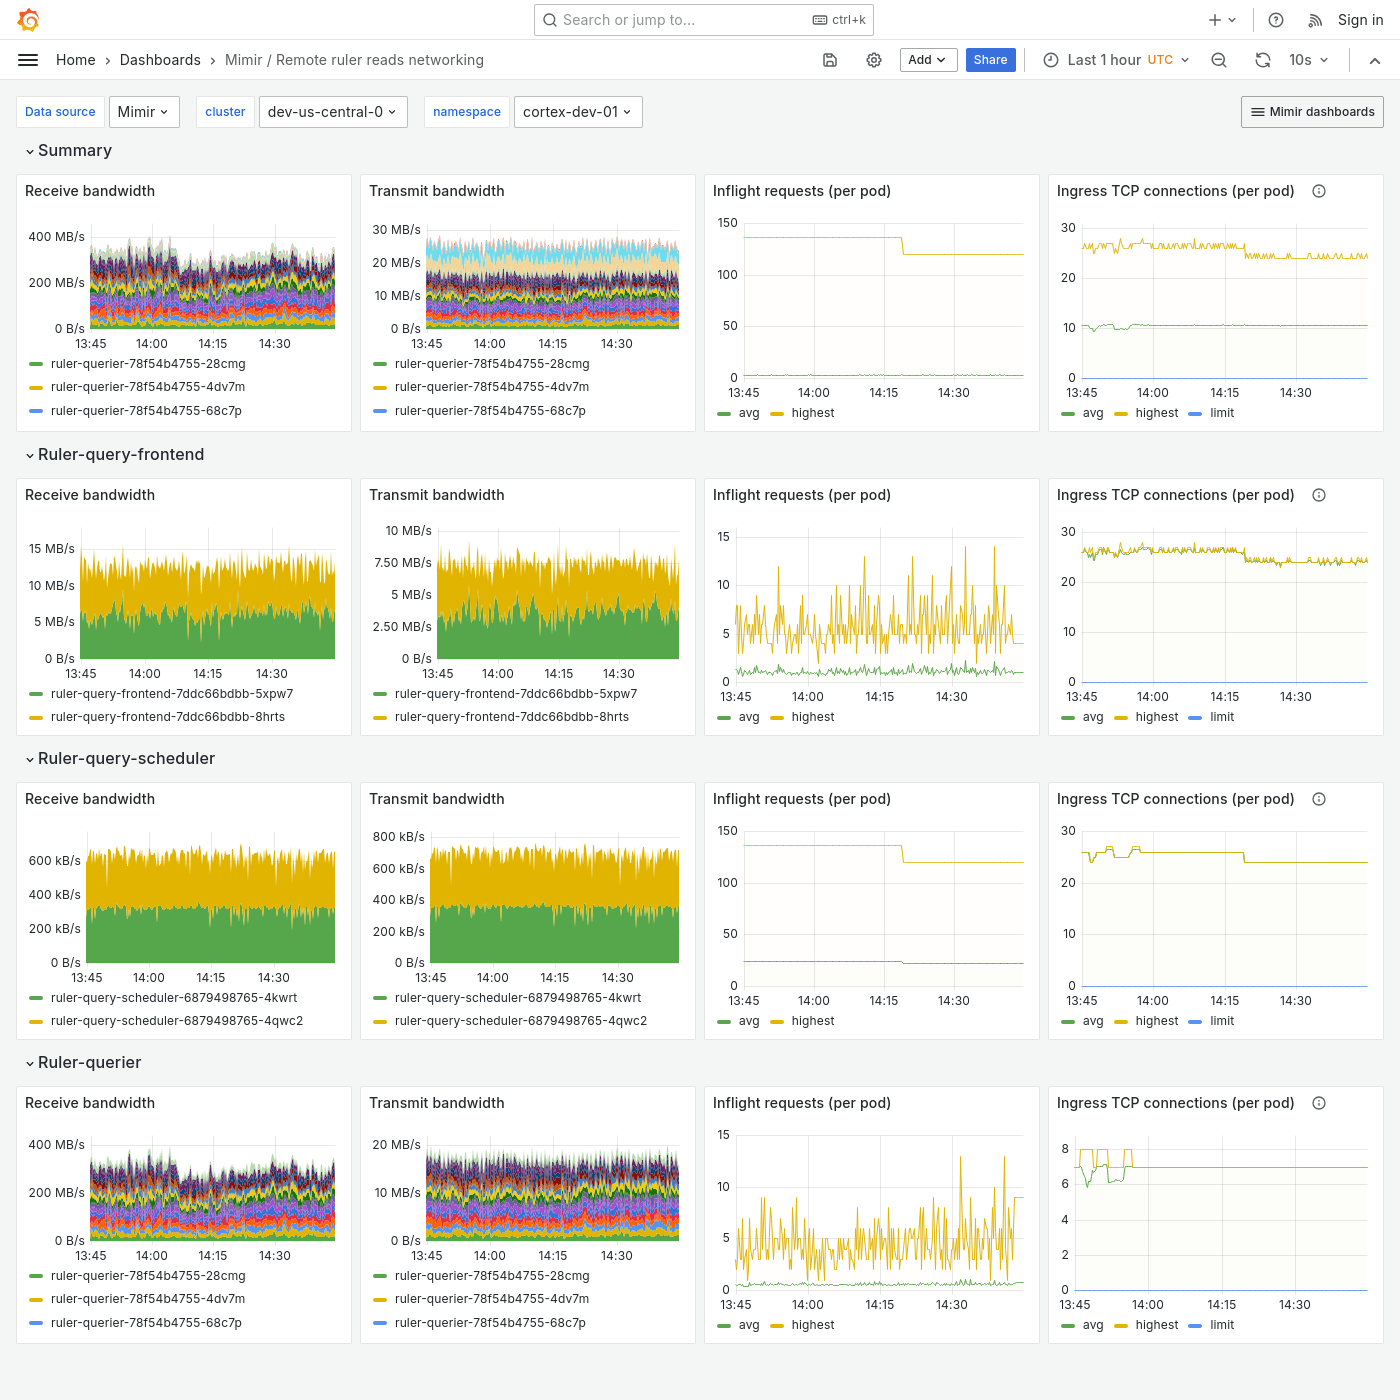 Search or jump to...
ctrl+k
Sign in
Home
Dashboards
Mimir / Remote ruler reads networking
Add
Share
Last 1 hour UTC
10s
Data source
Mimir
cluster
dev-us-central-0
namespace
cortex-dev-01
Mimir dashboards
Summary
Receive bandwidth
400 MB/s
200 MB/s
0 B/s
13:45 14:00 14:15 14:30
ruler-querier-78f54b4755-28cmg
ruler-querier-78f54b4755-4dv7m
ruler-querier-78f54b4755-68c7p
Transmit bandwidth
30 MB/s
20 MB/s
10 MB/s
0 B/s
13:45 14:00 14:15 14:30
ruler-querier-78f54b4755-28cmg
ruler-querier-78f54b4755-4dv7m
ruler-querier-78f54b4755-68c7p
Inflight requests (per pod)
150
100
50
0
13:45 14:00 14:15 14:30
avg highest
Ingress TCP connections (per pod)
30
20
10
0
13:45 14:00 14:15 14:30
avg highest limit
Ruler-query-frontend
Receive bandwidth
15 MB/s
10 MB/s
5 MB/s
0 B/s
13:45 14:00 14:15 14:30
ruler-query-frontend-7ddc66bdbb-5xpw7
ruler-query-frontend-7ddc66bdbb-8hrts
Transmit bandwidth
10 MB/s
7.50 MB/s
5 MB/s
2.50 MB/s
0 B/s
13:45 14:00 14:15 14:30
ruler-query-frontend-7ddc66bdbb-5xpw7
ruler-query-frontend-7ddc66bdbb-8hrts
Inflight requests (per pod)
15
10
5
0
13:45 14:00 14:15 14:30
avg highest
Ingress TCP connections (per pod)
30
20
10
0
13:45 14:00 14:15 14:30
avg highest limit
Ruler-query-scheduler
Receive bandwidth
600 kB/s
400 kB/s
200 kB/s
0 B/s
13:45 14:00 14:15 14:30
ruler-query-scheduler-6879498765-4kwrt
ruler-query-scheduler-6879498765-4qwc2
Transmit bandwidth
800 kB/s
600 kB/s
400 kB/s
200 kB/s
0 B/s
13:45 14:00 14:15 14:30
ruler-query-scheduler-6879498765-4kwrt
ruler-query-scheduler-6879498765-4qwc2
Inflight requests (per pod)
150
100
50
0
13:45 14:00 14:15 14:30
avg highest
Ingress TCP connections (per pod)
30
20
10
0
13:45 14:00 14:15 14:30
avg highest limit
Ruler-querier
Receive bandwidth
400 MB/s
200 MB/s
0 B/s
13:45 14:00 14:15 14:30
ruler-querier-78f54b4755-28cmg
ruler-querier-78f54b4755-4dv7m
ruler-querier-78f54b4755-68c7p
Transmit bandwidth
20 MB/s
10 MB/s
0 B/s
13:45 14:00 14:15 14:30
ruler-querier-78f54b4755-28cmg
ruler-querier-78f54b4755-4dv7m
ruler-querier-78f54b4755-68c7p
Inflight requests (per pod)
15
10
5
0
13:45 14:00 14:15 14:30
avg highest
Ingress TCP connections (per pod)
8
6
4
2
0
13:45 14:00 14:15 14:30
avg highest limit